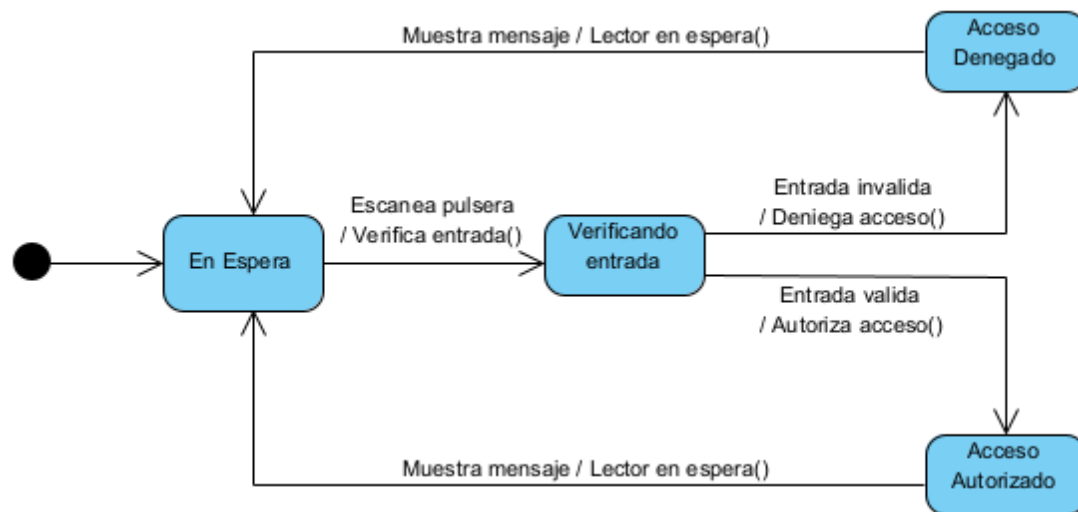 Muestra mensaje / Lector en espera()
Acceso
Denegado
Escanea pulsera
/ Verifica entrada()
Entrada invalida
/ Deniega acceso()
En Espera
Verificando
entrada
Entrada valida
/ Autoriza acceso()
Muestra mensaje / Lector en espera()
Acceso
Autorizado